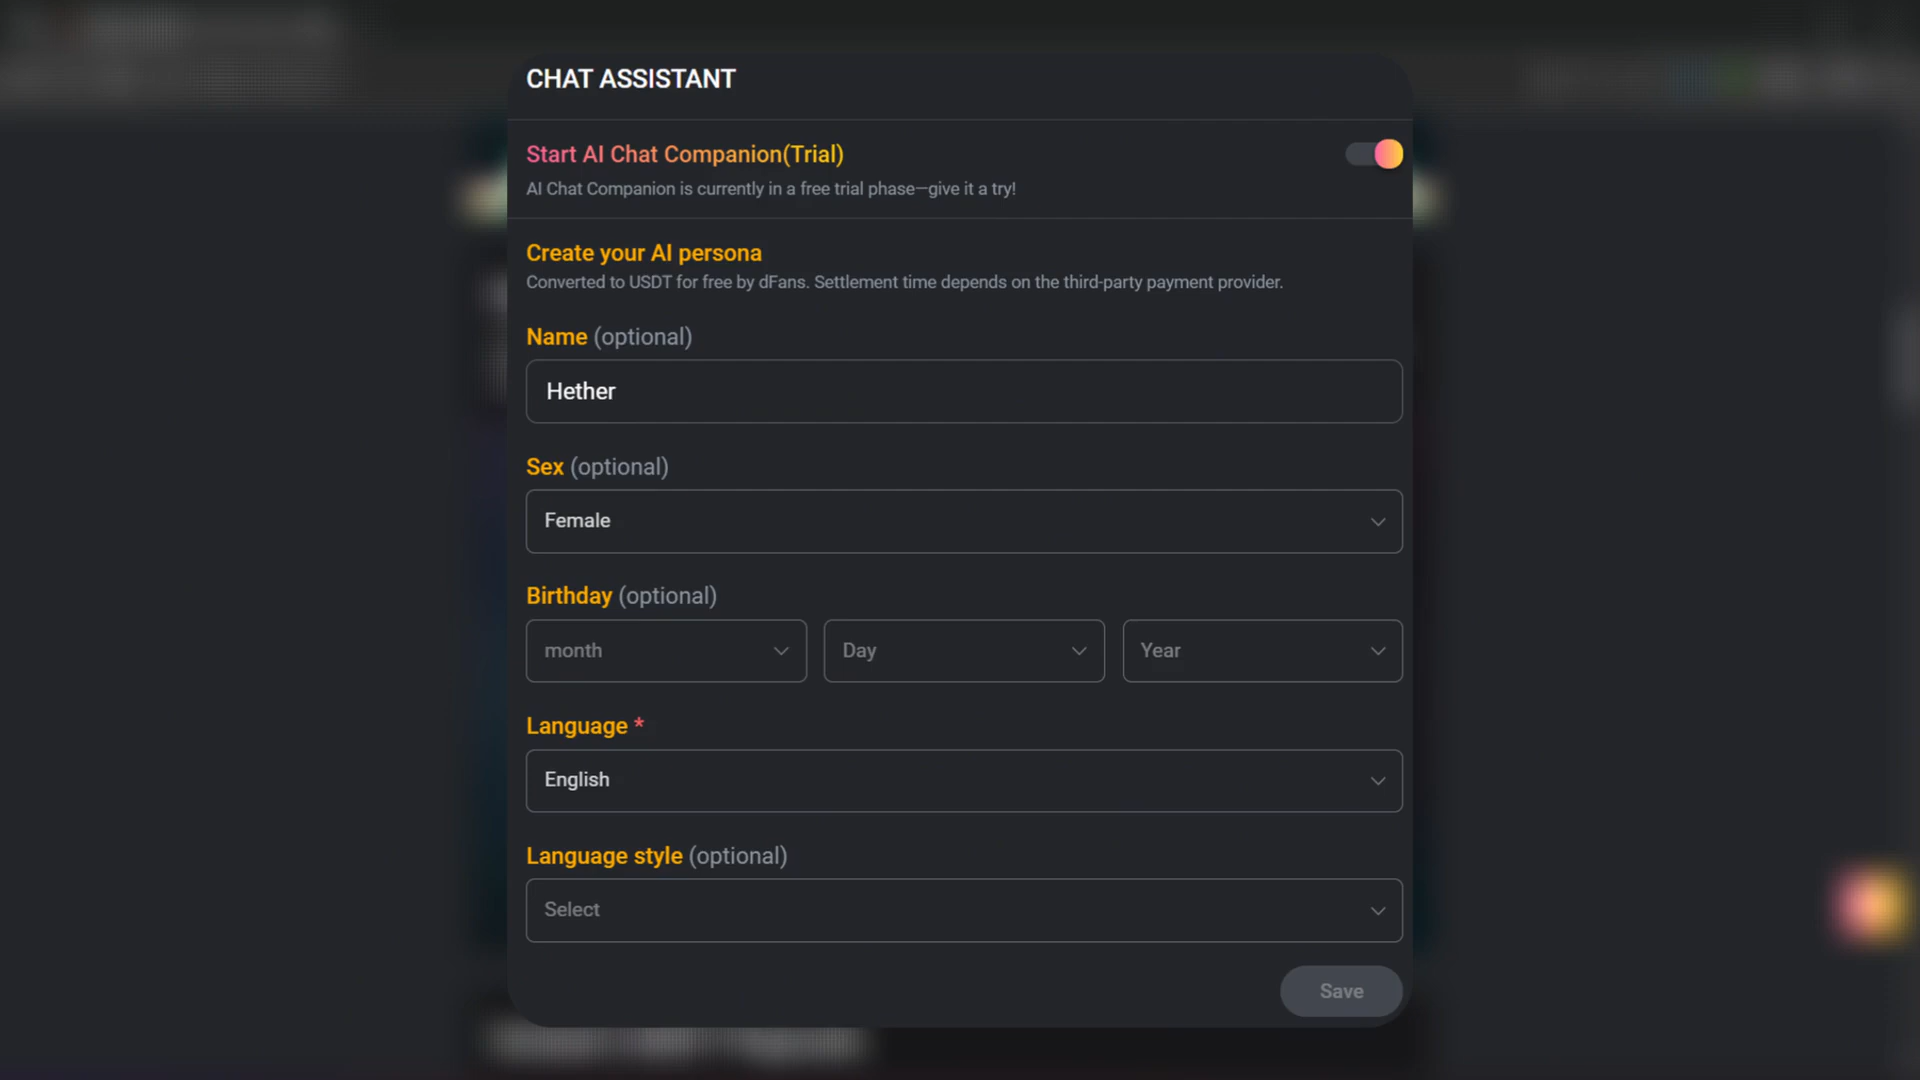 CHAT ASSISTANT
Start AI Chat Companion(Trial)
AI Chat Companion is currently in a free trial phase—give it a try!
Create your AI persona
Converted to USDT for free by dFans. Settlement time depends on the third-party payment provider.
Name (optional)
Hether
Sex (optional)
Female
Birthday (optional)
month Day Year
Language *
English
Language style (optional)
Select
Save